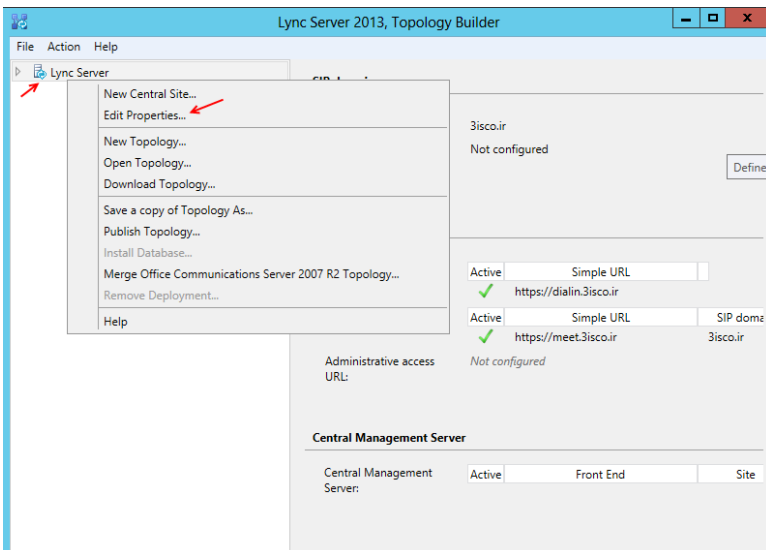 Lync Server 2013, Topology Builder
File Action Help
Lync Server
New Central Site...
Edit Properties...
New Topology...
Open Topology...
Download Topology...
Save a copy of Topology As...
Publish Topology...
Install Database...
Merge Office Communications Server 2007 R2 Topology...
Remove Deployment...
Help
3isco.ir
Not configured
Define
Active Simple URL
https://dialin.3isco.ir
Active Simple URL SIP doma
https://meet.3isco.ir 3isco.ir
Administrative access Not configured
URL:
Central Management Server
Central Management Active Front End Site
Server: